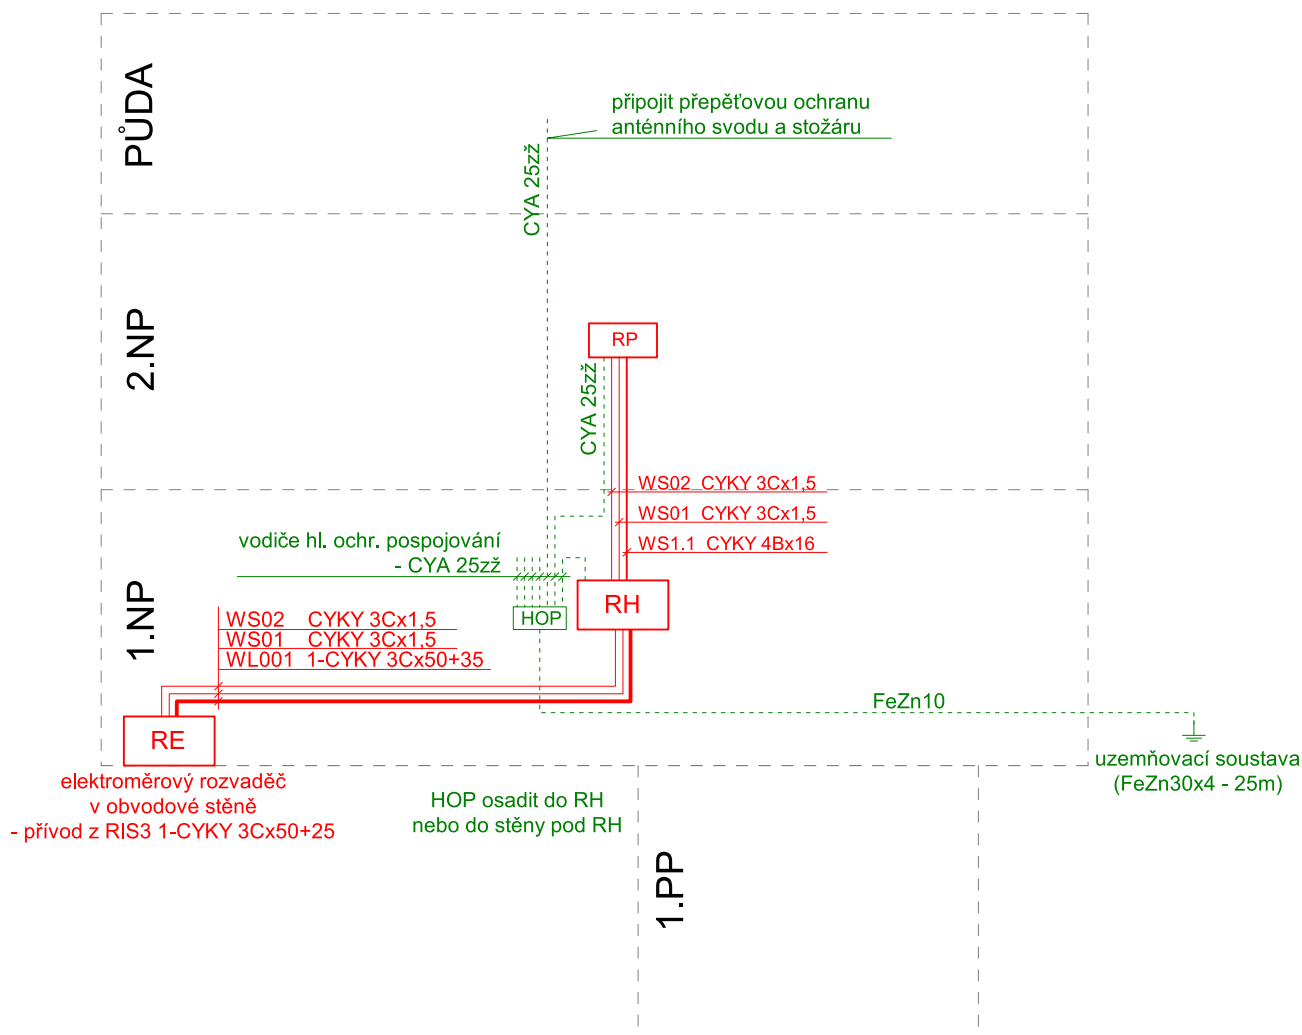 PŮDA
připojit přepěťovou ochranu
anténního svodu a stožáru
CYA 25zž
2.NP
RP
CYA 25zž
WS02 CYKY 3Cx1,5
WS01 CYKY 3Cx1,5
WS1.1 CYKY 4Bx16
vodiče hl. ochr. pospojování
- CYA 25zž
1.NP
RH
HOP
WS02 CYKY 3Cx1,5
WS01 CYKY 3Cx1,5
WL001 1-CYKY 3Cx50+35
FeZn10
RE
uzemňovací soustava
(FeZn30x4 - 25m)
elektroměrový rozvaděč
v obvodové stěně
- přívod z RIS3 1-CYKY 3Cx50+25
HOP osadit do RH
nebo do stěny pod RH
1.PP